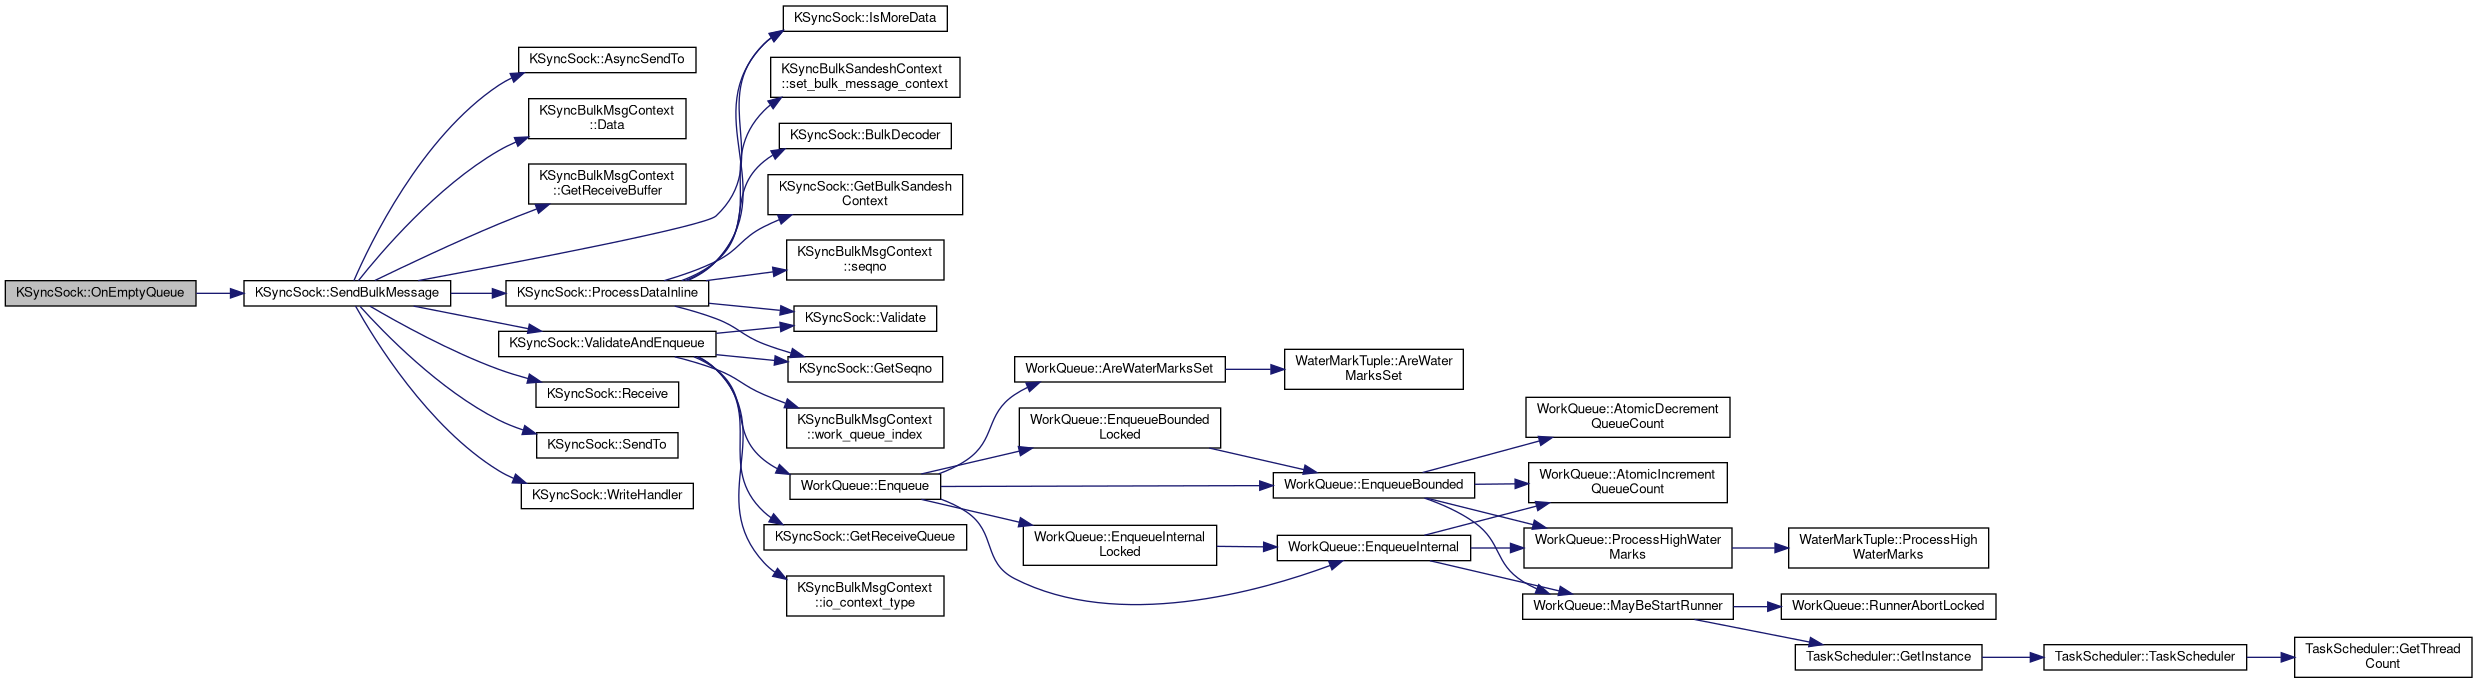 KSyncSock::OnEmptyQueue
KSyncSock::SendBulkMessage
KSyncSock::AsyncSendTo
KSyncBulkMsgContext
::Data
KSyncBulkMsgContext
::GetReceiveBuffer
KSyncSock::ProcessDataInline
KSyncSock::ValidateAndEnqueue
KSyncSock::Receive
KSyncSock::SendTo
KSyncSock::WriteHandler
KSyncSock::IsMoreData
KSyncBulkSandeshContext
::set_bulk_message_context
KSyncSock::BulkDecoder
KSyncSock::GetBulkSandesh
Context
KSyncBulkMsgContext
::seqno
KSyncSock::Validate
KSyncSock::GetSeqno
KSyncBulkMsgContext
::work_queue_index
WorkQueue::Enqueue
KSyncSock::GetReceiveQueue
KSyncBulkMsgContext
::io_context_type
WorkQueue::AreWaterMarksSet
WorkQueue::EnqueueBounded
Locked
WorkQueue::EnqueueInternal
Locked
WaterMarkTuple::AreWater
MarksSet
WorkQueue::EnqueueBounded
WorkQueue::EnqueueInternal
WorkQueue::AtomicDecrement
QueueCount
WorkQueue::AtomicIncrement
QueueCount
WorkQueue::ProcessHighWater
Marks
WorkQueue::MayBeStartRunner
WaterMarkTuple::ProcessHigh
WaterMarks
WorkQueue::RunnerAbortLocked
TaskScheduler::GetInstance
TaskScheduler::TaskScheduler
TaskScheduler::GetThread
Count